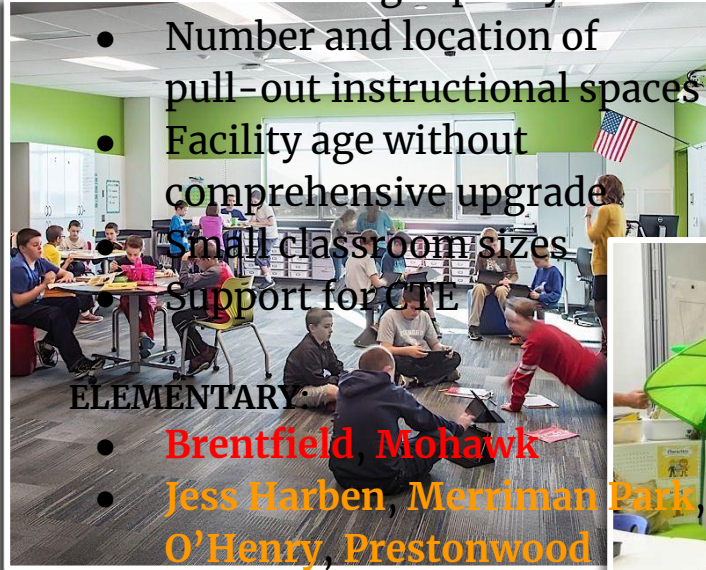 ● Number and location of
pull-out instructional spaces
● Facility age without
comprehensive upgrade
● Small classroom sizes
● Support for CTE
ELEMENTARY:
● Brentfield, Mohawk
● Jess Harben, Merriman Park,
O’Henry, Prestonwood